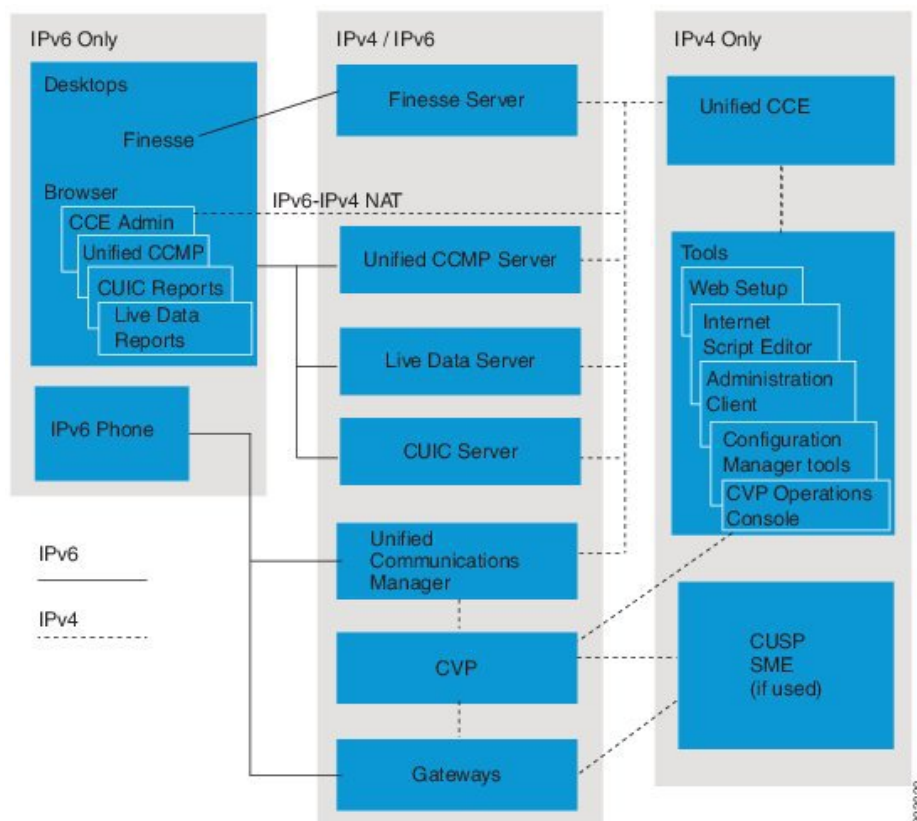 IPv6 Only
Desktops
Finesse
Browser
CCE Admin
Unified CCMP
CUIC Reports
Live Data
Reports
IPv6 Phone
IPv6
IPv4
IPv4 / IPv6
Finesse Server
IPv6-IPv4 NAT
Unified CCMP Server
Live Data Server
CUIC Server
Unified
Communications
Manager
CVP
Gateways
IPv4 Only
Unified CCE
Tools
Web Setup
Internet
Script Editor
Administration
Client
Configuration
Manager tools
CVP Operations
Console
CUSP
SME
(if used)